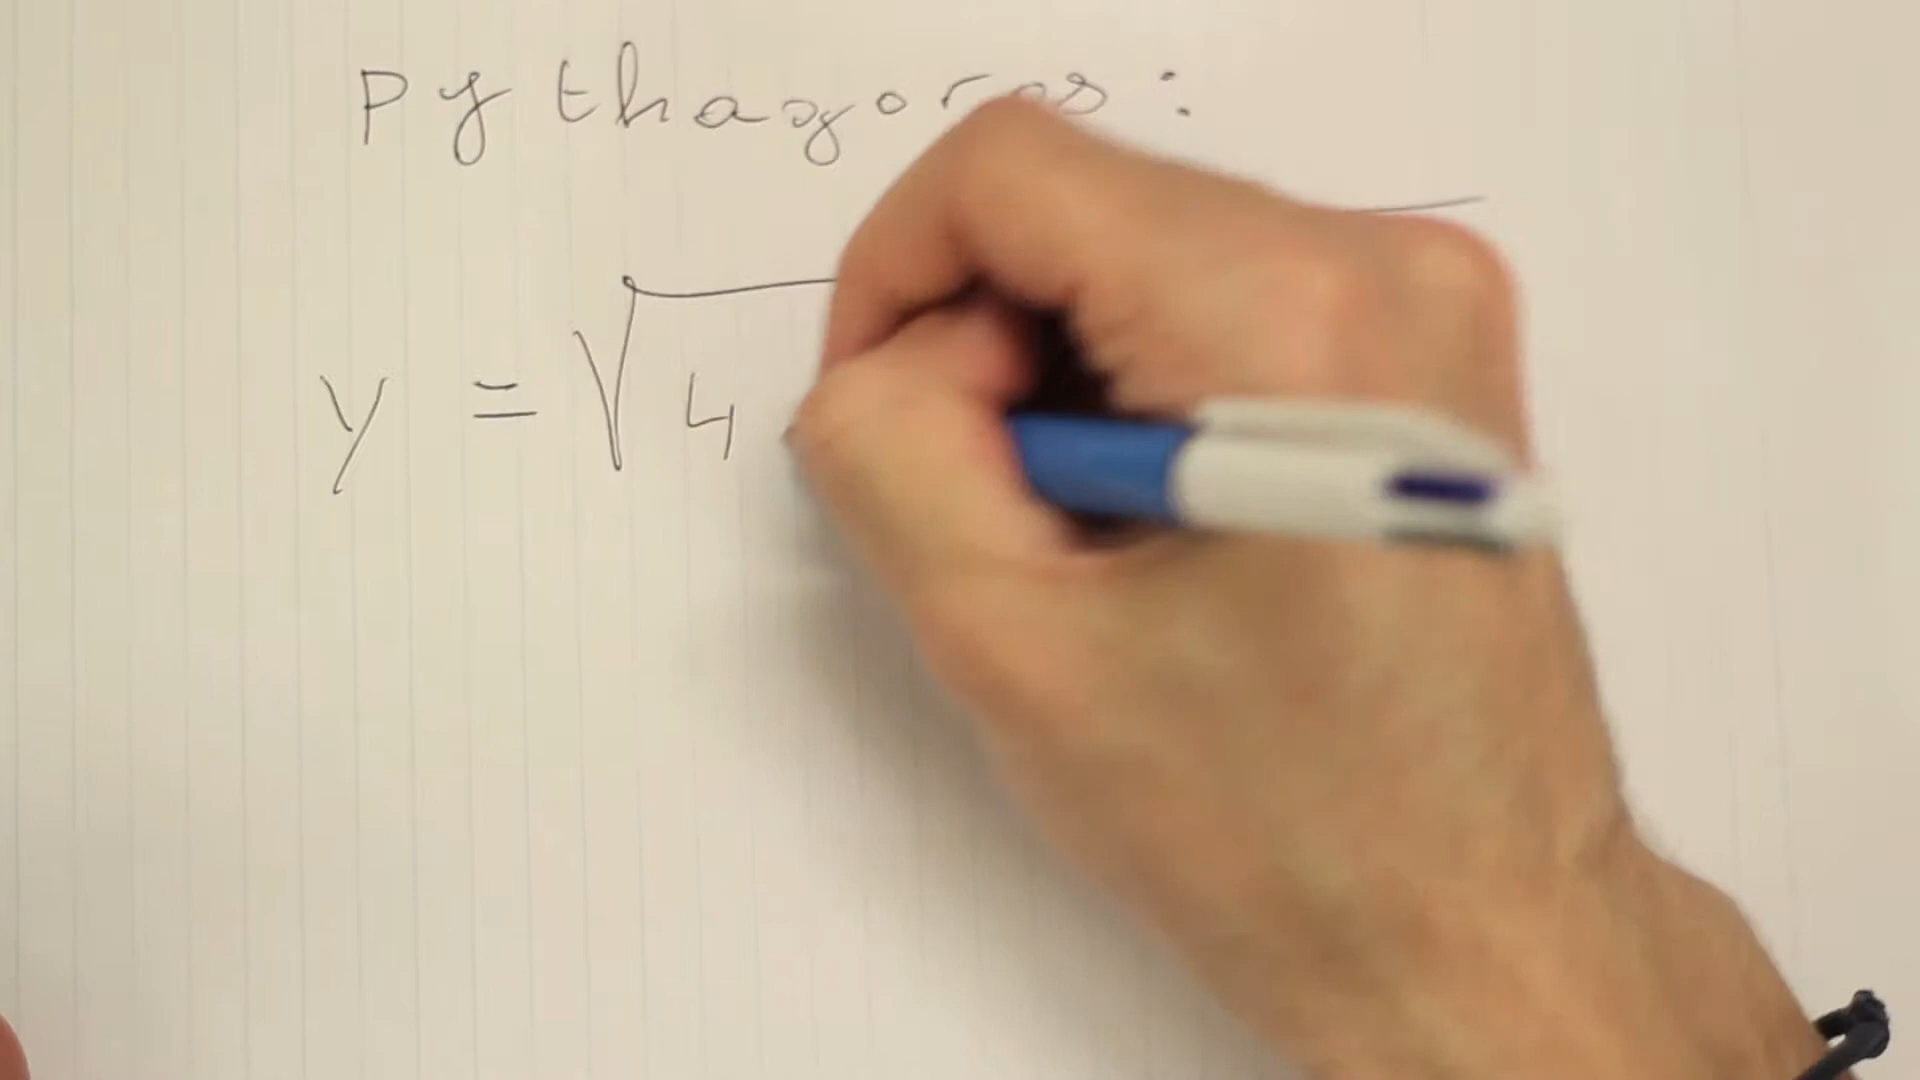 Pythagoras:
y = √4